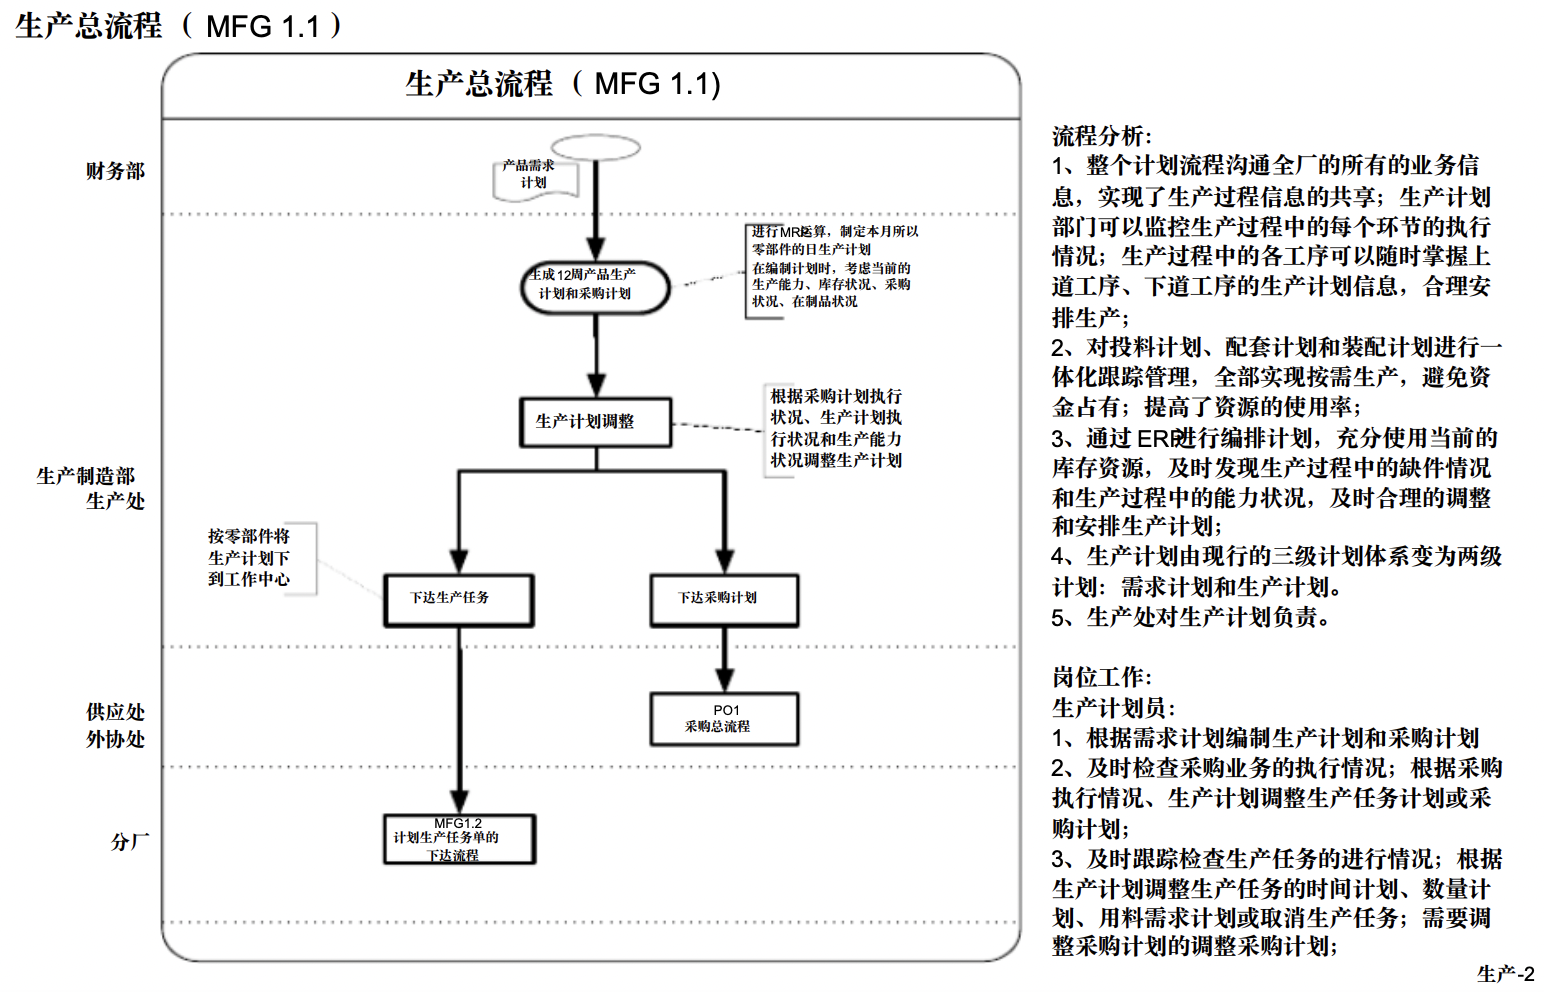 生产总流程（ MFG 1.1 ）
生产总流程（ MFG 1.1)
财务部
产品需求
计划
进行MRP运算，制定本月所以
零部件的日生产计划
在编制计划时，考虑当前的
生产能力、库存状况、采购
状况、在制品状况
生成12周产品生产
计划和采购计划
生产计划调整
根据采购计划执行
状况、生产计划执
行状况和生产能力
状况调整生产计划
生产制造部
生产处
按零部件将
生产计划下
到工作中心
下达生产任务
下达采购计划
供应处
外协处
PO1
采购总流程
分厂
MFG1.2
计划生产任务单的
下达流程
流程分析：
1、整个计划流程沟通全厂的所有的业务信
息，实现了生产过程信息的共享；生产计划
部门可以监控生产过程中的每个环节的执行
情况；生产过程中的各工序可以随时掌握上
道工序、下道工序的生产计划信息，合理安
排生产；
2、对投料计划、配套计划和装配计划进行一
体化跟踪管理，全部实现按需生产，避免资
金占有；提高了资源的使用率；
3、通过 ERP进行编排计划，充分使用当前的
库存资源，及时发现生产过程中的缺件情况
和生产过程中的能力状况，及时合理的调整
和安排生产计划；
4、生产计划由现行的三级计划体系变为两级
计划：需求计划和生产计划。
5、生产处对生产计划负责。
岗位工作：
生产计划员：
1、根据需求计划编制生产计划和采购计划
2、及时检查采购业务的执行情况；根据采购
执行情况、生产计划调整生产任务计划或采
购计划；
3、及时跟踪检查生产任务的进行情况；根据
生产计划调整生产任务的时间计划、数量计
划、用料需求计划或取消生产任务；需要调
整采购计划的调整采购计划；
生产-2